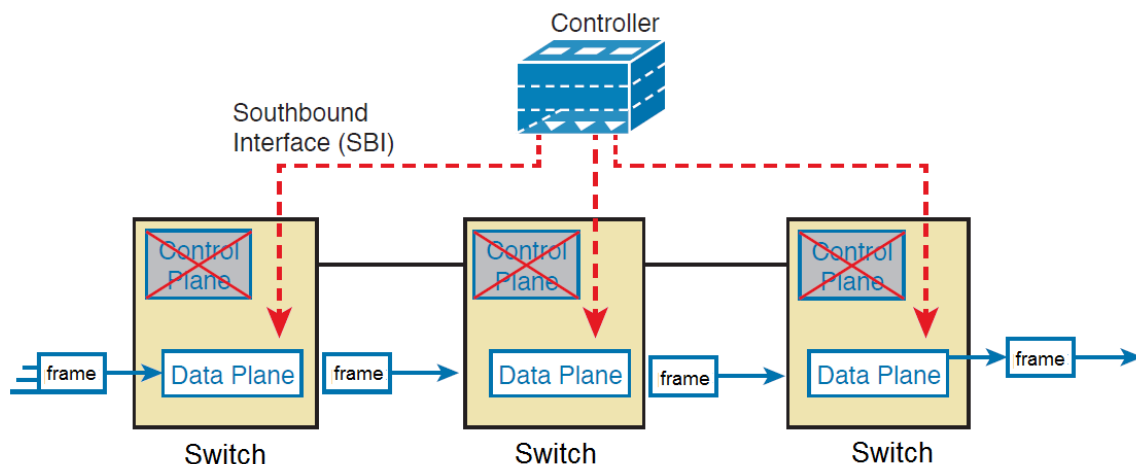 Controller
Southbound
Interface (SBI)
Control
Plane
Control
Plane
Control
Plane
frame
Data Plane
frame
Data Plane
frame
Data Plane
frame
Switch
Switch
Switch